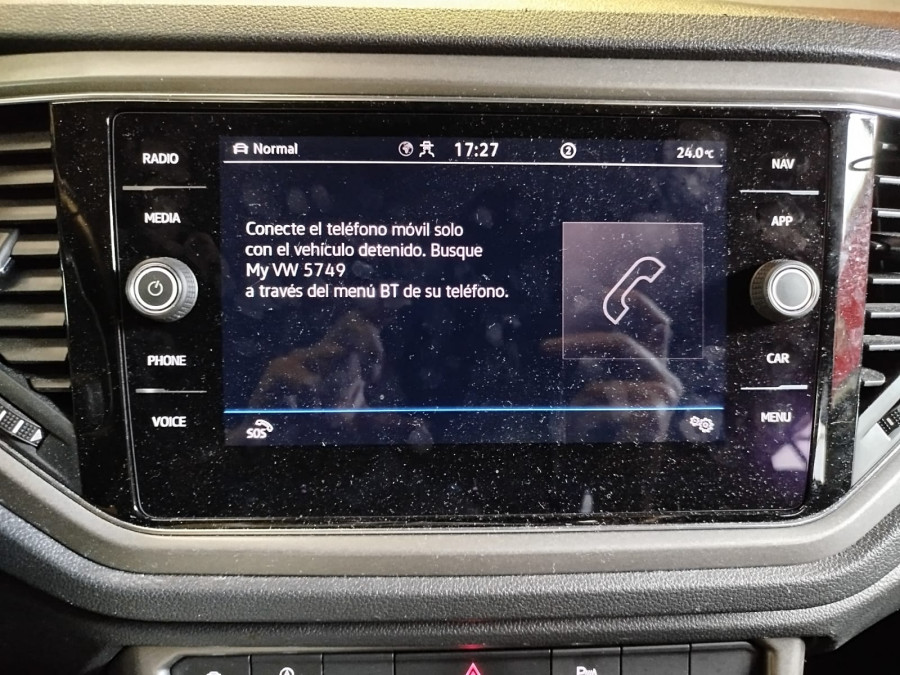 Normal
17:27
2
24.0°C
RADIO
NAV
MEDIA
APP
Conecte el teléfono móvil solo
con el vehículo detenido. Busque
My VW 5749
a través del menú BT de su teléfono.
PHONE
CAR
VOICE
MENU
SOS